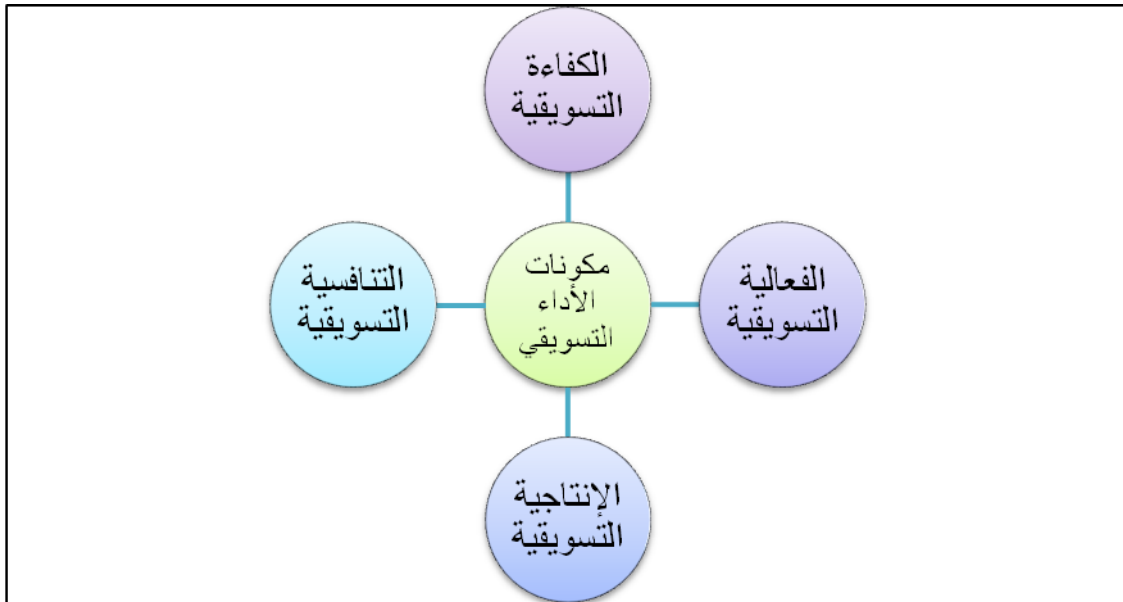 الكفاءة
التسويقية
التنافسية
التسويقية
مكونات
الأداء
التسويقي
الفعالية
التسويقية
الإنتاجية
التسويقية